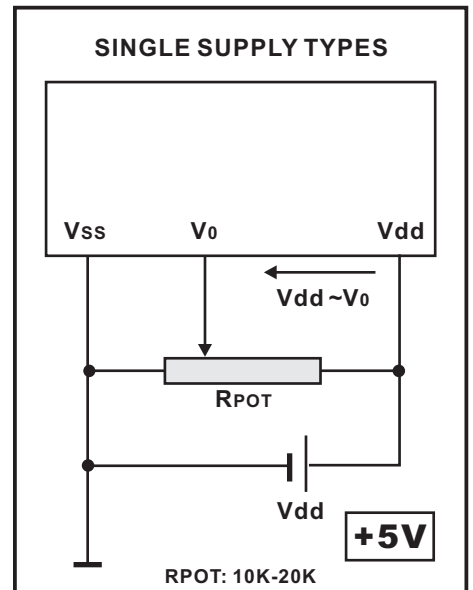 SINGLE SUPPLY TYPES
Vss V0 Vdd
Vdd ~V0
RPOT
Vdd
+5V
RPOT: 10K-20K